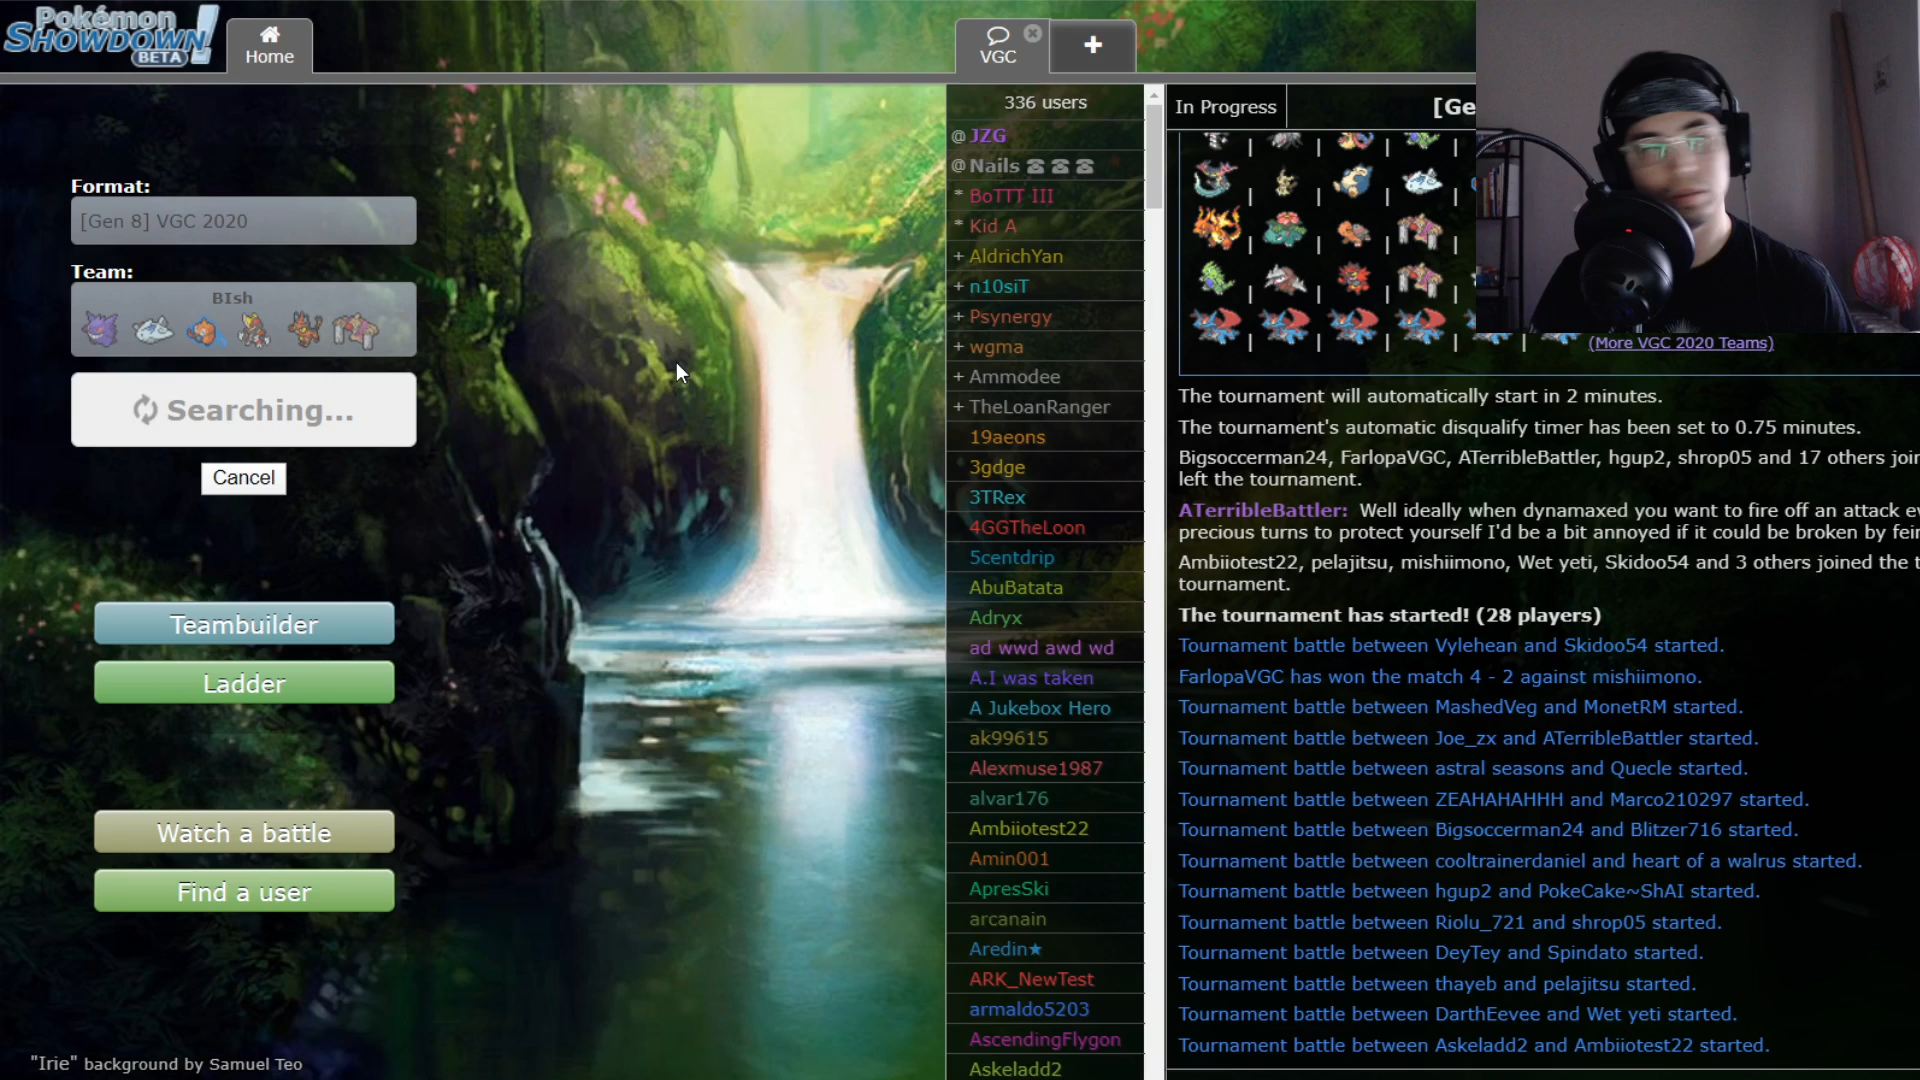 Pokémon
SHOWDOWN!
BETA
Home
VGC
336 users
@JZG
@Nails ☎ ☎ ☎
* BoTTT III
* Kid A
+ AldrichYan
+ n10siT
+ Psynergy
+ wgma
+ Ammodee
+ TheLoanRanger
19aeons
3gdge
3TRex
4GGTheLoon
5centdrip
AbuBatata
Adryx
ad wwd awd wd
A.I was taken
A Jukebox Hero
ak99615
Alexmuse1987
alvar176
Ambiiotest22
Amin001
ApresSki
arcanain
Aredin★
ARK_NewTest
armaldo5203
AscendingFlygon
Askeladd2
Format:
[Gen 8] VGC 2020
Team:
BIsh
Searching...
Cancel
Teambuilder
Ladder
Watch a battle
Find a user
"Irie" background by Samuel Teo
In Progress
[Ge
(More VGC 2020 Teams)
The tournament will automatically start in 2 minutes.
The tournament's automatic disqualify timer has been set to 0.75 minutes.
Bigsoccerman24, FarlopaVGC, ATerribleBattler, hgup2, shrop05 and 17 others join
left the tournament.
ATerribleBattler: Well ideally when dynamaxed you want to fire off an attack ev
precious turns to protect yourself I'd be a bit annoyed if it could be broken by fein
Ambiiotest22, pelajitsu, mishiimono, Wet yeti, Skidoo54 and 3 others joined the t
tournament.
The tournament has started! (28 players)
Tournament battle between Vylehean and Skidoo54 started.
FarlopaVGC has won the match 4 - 2 against mishiimono.
Tournament battle between MashedVeg and MonetRM started.
Tournament battle between Joe_zx and ATerribleBattler started.
Tournament battle between astral seasons and Quecle started.
Tournament battle between ZEAHAHAHHH and Marco210297 started.
Tournament battle between Bigsoccerman24 and Blitzer716 started.
Tournament battle between cooltrainerdaniel and heart of a walrus started.
Tournament battle between hgup2 and PokeCake~ShAI started.
Tournament battle between Riolu_721 and shrop05 started.
Tournament battle between DeyTey and Spindato started.
Tournament battle between thayeb and pelajitsu started.
Tournament battle between DarthEevee and Wet yeti started.
Tournament battle between Askeladd2 and Ambiiotest22 started.